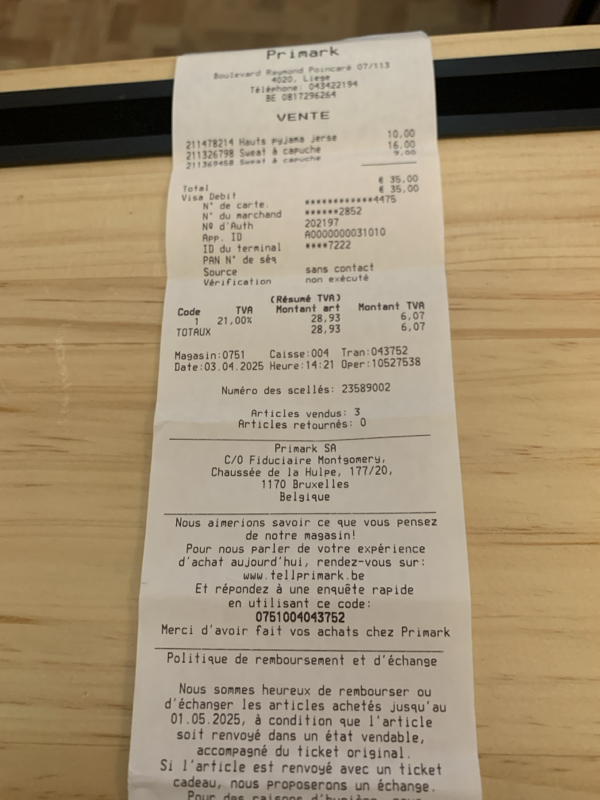 Primark
Boulevard Raymond Poincaré 07/113
4020, Liege
Téléphone: 043422194
BE 0817296264
VENTE
211478214 Hauts pyjama jerse 10,00
211326798 Sweat à capuche 16,00
211369458 Sweat à capuche 9,00
Total € 35,00
Visa Debit € 35,00
N° de carte. ************4475
N° du marchand ******2852
Nº d'Auth 202197
App. ID A0000000031010
ID du terminal ****7222
PAN N° de séq
Source sans contact
Vérification non exécuté
(Résumé TVA)
Code TVA Montant art Montant TVA
1 21,00% 28,93 6,07
TOTAUX 28,93 6,07
Magasin:0751 Caisse:004 Tran:043752
Date:03.04.2025 Heure:14:21 Oper:10527538
Numéro des scellés: 23589002
Articles vendus: 3
Articles retournés: 0
Primark SA
C/O Fiduciaire Montgomery,
Chaussée de la Hulpe, 177/20,
1170 Bruxelles
Belgique
Nous aimerions savoir ce que vous pensez
de notre magasin!
Pour nous parler de votre expérience
d'achat aujourd'hui, rendez-vous sur:
www.tellprimark.be
Et répondez à une enquête rapide
en utilisant ce code:
0751004043752
Merci d'avoir fait vos achats chez Primark
Politique de remboursement et d'échange
Nous sommes heureux de rembourser ou
d'échanger les articles achetés jusqu'au
01.05.2025, à condition que l'article
soit renvoyé dans un état vendable,
accompagné du ticket original.
Si l'article est renvoyé avec un ticket
cadeau, nous proposerons un échange.
Pour des raisons d'hygiène, nous